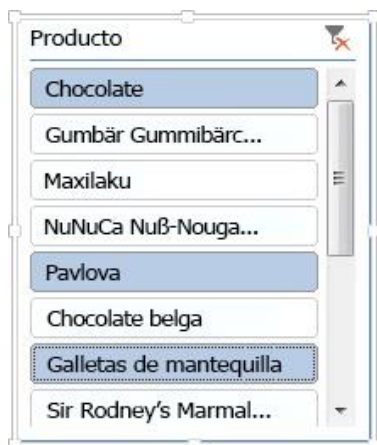 Producto
Chocolate
Gumbär Gummibärc...
Maxilaku
NuNuCa Nuß-Nouga...
Pavlova
Chocolate belga
Galletas de mantequilla
Sir Rodney's Marmal...